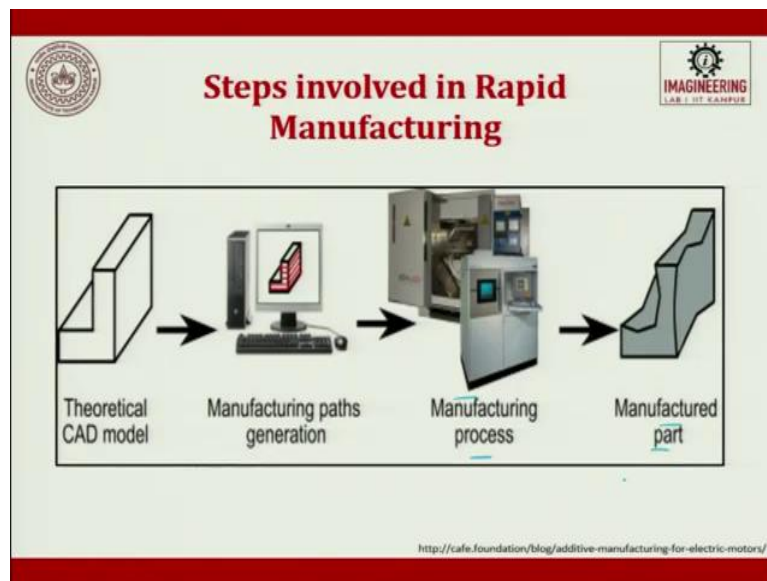 IMAGINEERING
LAB | IIT KANPUR
Steps involved in Rapid
Manufacturing
Theoretical
CAD model
Manufacturing paths
generation
Manufacturing
process
Manufactured
part
http://cafe.foundation/blog/additive-manufacturing-for-electric-motors/